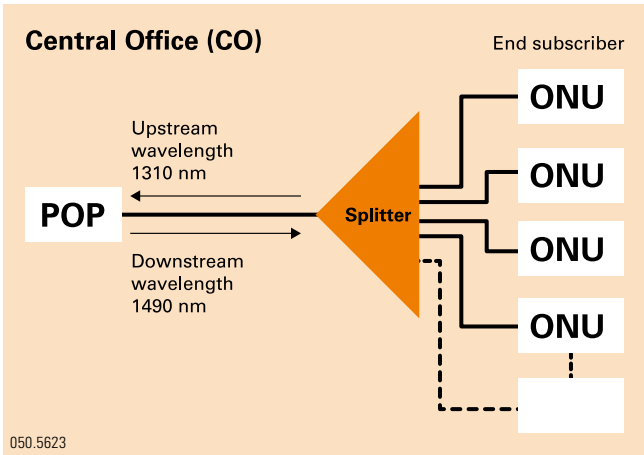 Central Office (CO)
End subscriber
ONU
Upstream
wavelength
1310 nm
ONU
POP
Splitter
ONU
Downstream
wavelength
1490 nm
ONU
050.5623